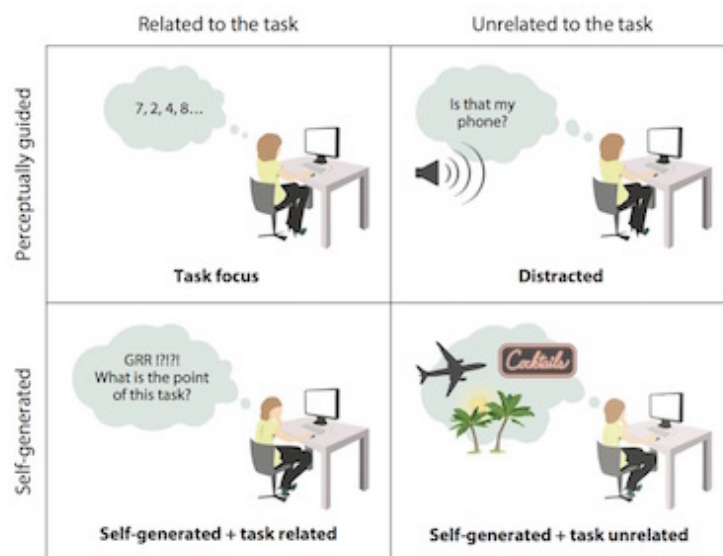 Related to the task
Unrelated to the task
Perceptually guided
7, 2, 4, 8...
Is that my
phone?
Task focus
Distracted
Self-generated
GRR !?!?!
What is the point
of this task?
Cocktails
Self-generated + task related
Self-generated + task unrelated